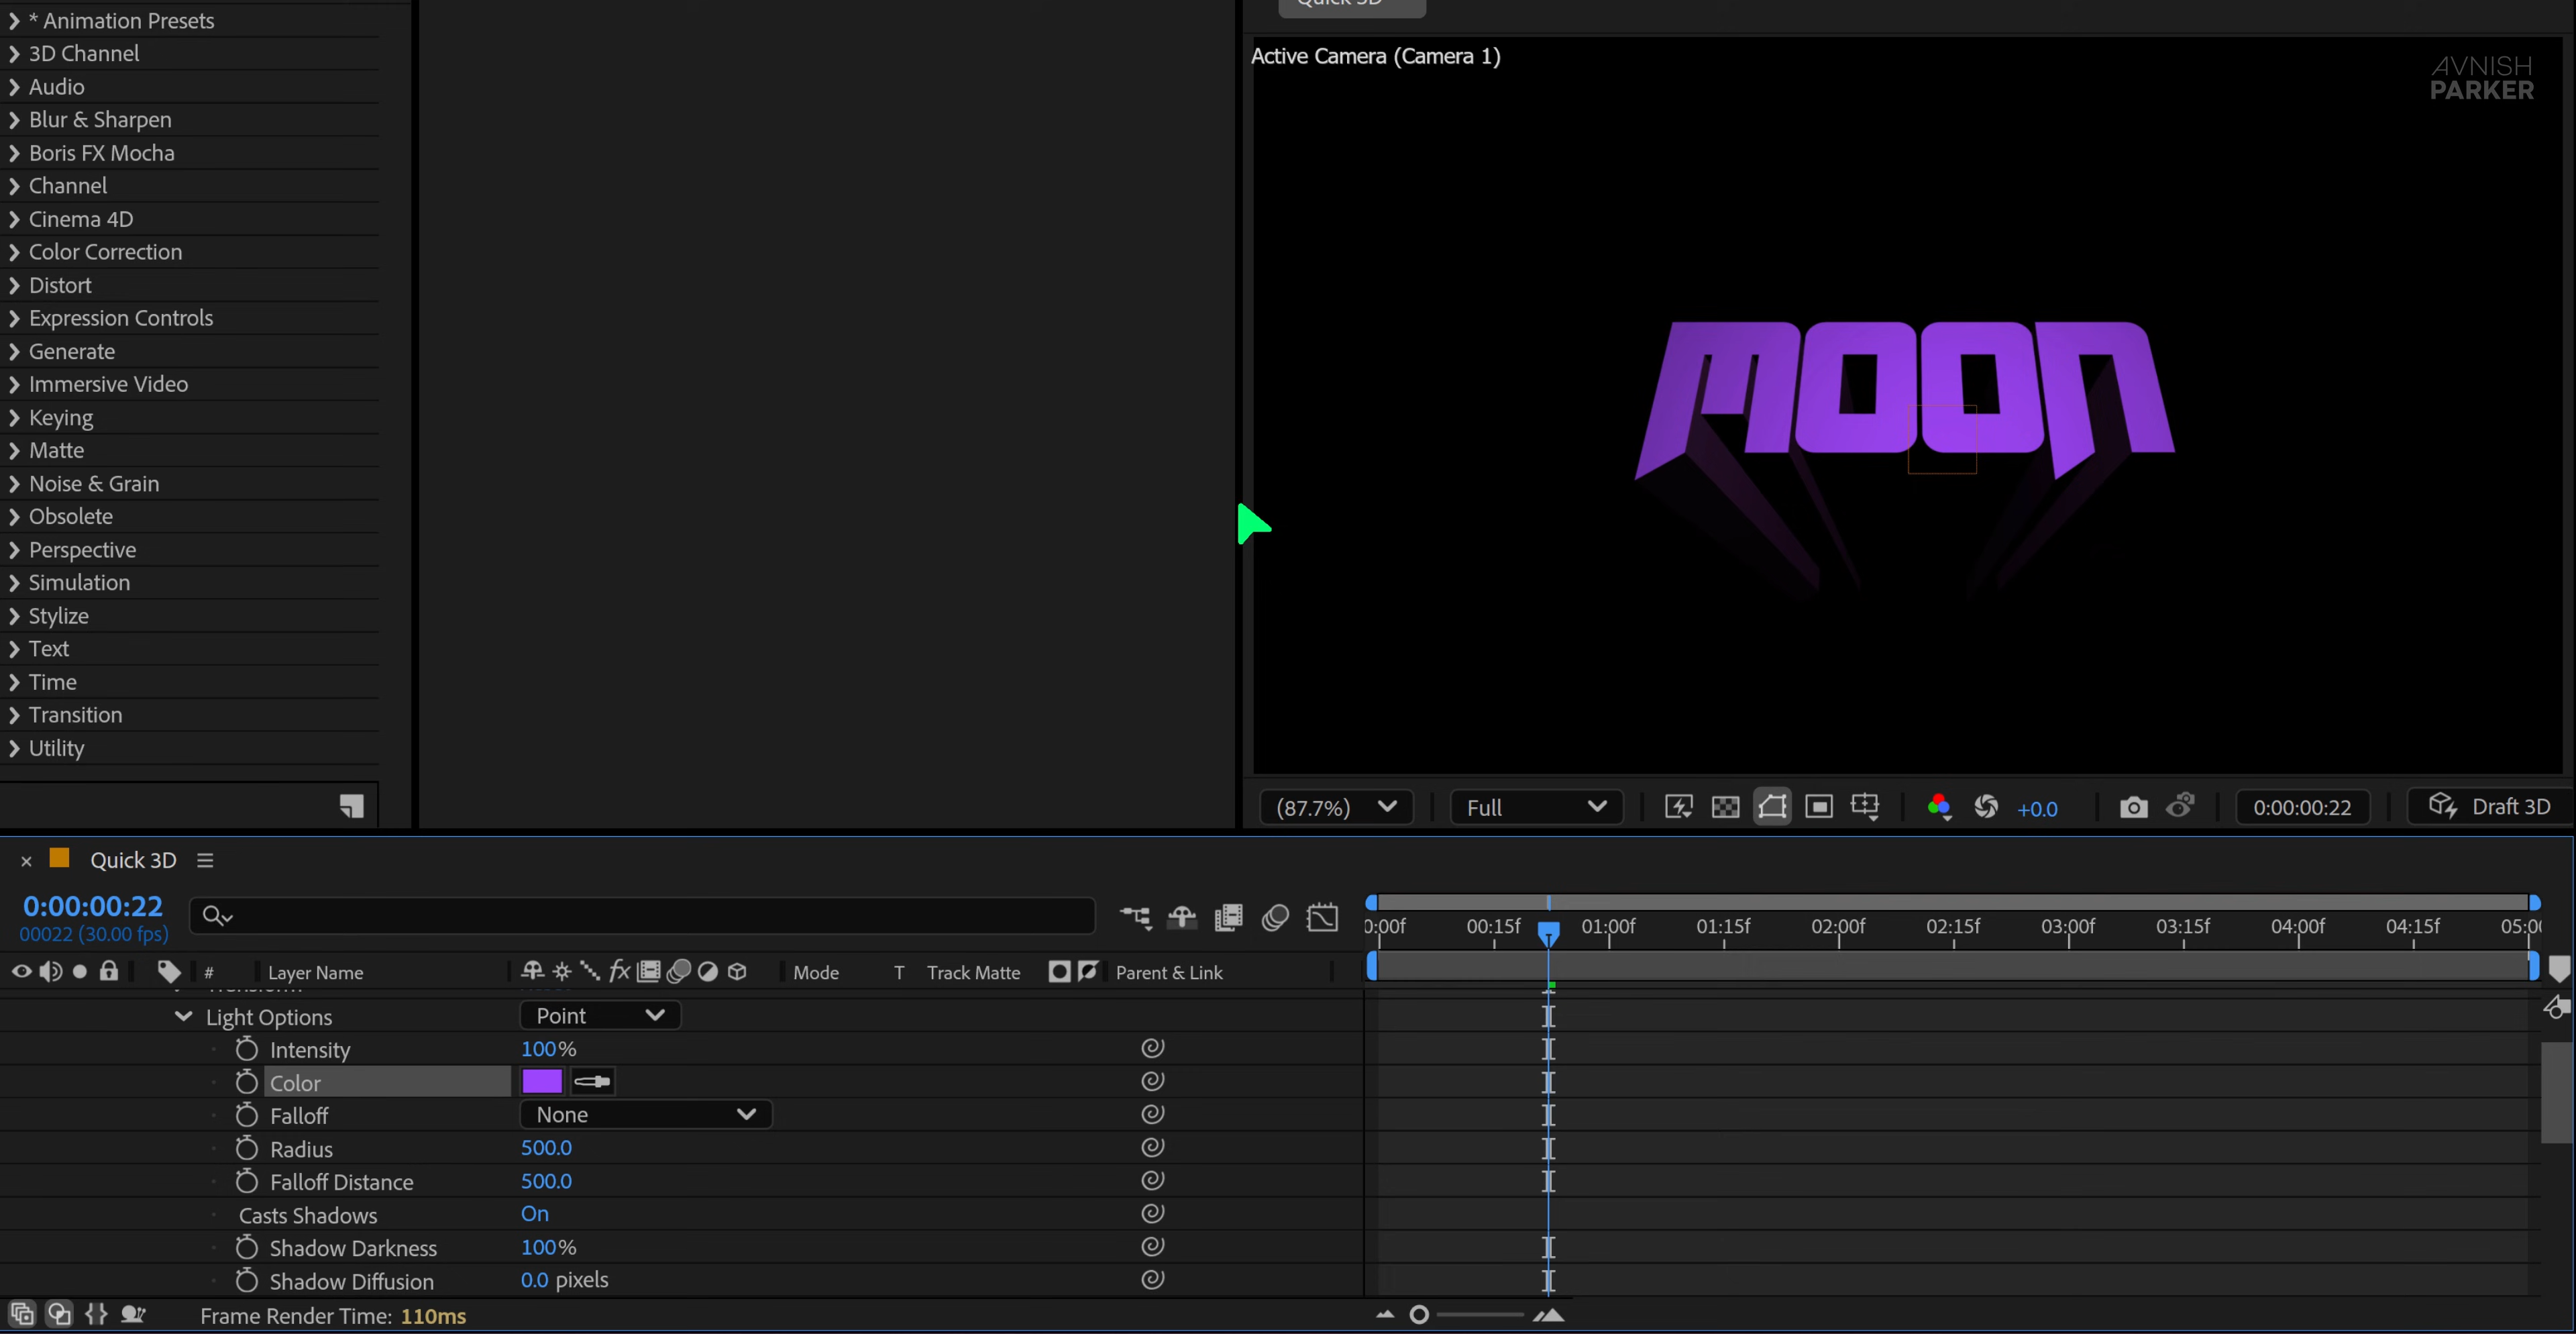 * Animation Presets
3D Channel
Audio
Blur & Sharpen
Boris FX Mocha
Channel
Cinema 4D
Color Correction
Distort
Expression Controls
Generate
Immersive Video
Keying
Matte
Noise & Grain
Obsolete
Perspective
Simulation
Stylize
Text
Time
Transition
Utility
Quick 3D
Active Camera (Camera 1)
AVNISH
PARKER
MOON
(87.7%) Full +0.0 0:00:00:22 Draft 3D
Quick 3D
0:00:00:22
00022 (30.00 fps)
0:00f 00:15f 01:00f 01:15f 02:00f 02:15f 03:00f 03:15f 04:00f 04:15f 05:00
# Layer Name fx Mode T Track Matte Parent & Link
Transform
Light Options Point
Intensity 100%
Color
Falloff None
Radius 500.0
Falloff Distance 500.0
Casts Shadows On
Shadow Darkness 100%
Shadow Diffusion 0.0 pixels
Frame Render Time: 110ms